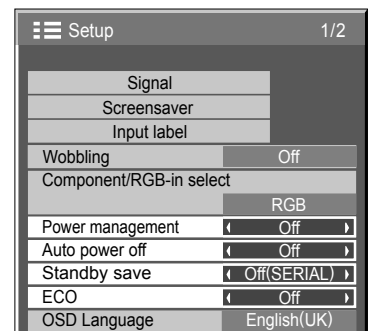 Setup 1/2
Signal
Screensaver
Input label
Wobbling Off
Component/RGB-in select
RGB
Power management Off
Auto power off Off
Standby save Off(SERIAL)
ECO Off
OSD Language English(UK)